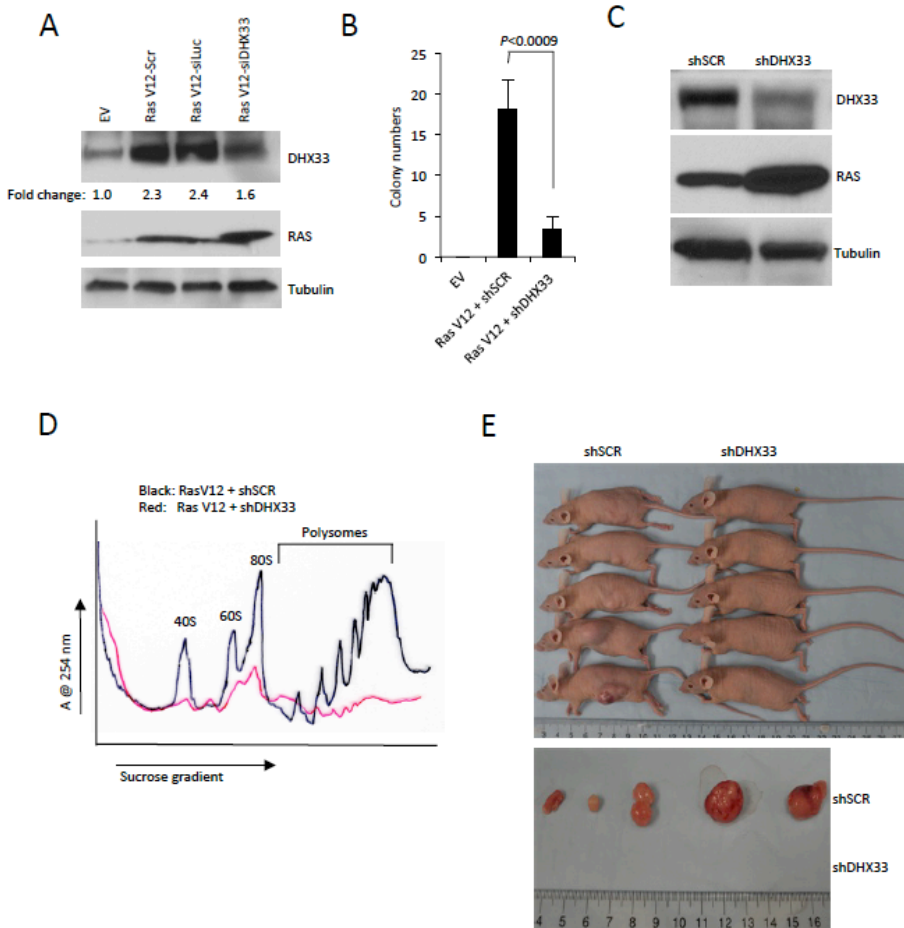 A
EV
Ras V12-Scr
Ras V12-siLuc
Ras V12-siDHX33
DHX33
Fold change: 1.0 2.3 2.4 1.6
RAS
Tubulin
B
P<0.0009
Colony numbers
25
20
15
10
5
0
EV
Ras V12 + shSCR
Ras V12 + shDHX33
C
shSCR shDHX33
DHX33
RAS
Tubulin
D
Black: RasV12 + shSCR
Red: Ras V12 + shDHX33
Polysomes
80S
60S
40S
A @ 254 nm
Sucrose gradient
E
shSCR shDHX33
shSCR
shDHX33
4 5 6 7 8 9 10 11 12 13 14 15 16